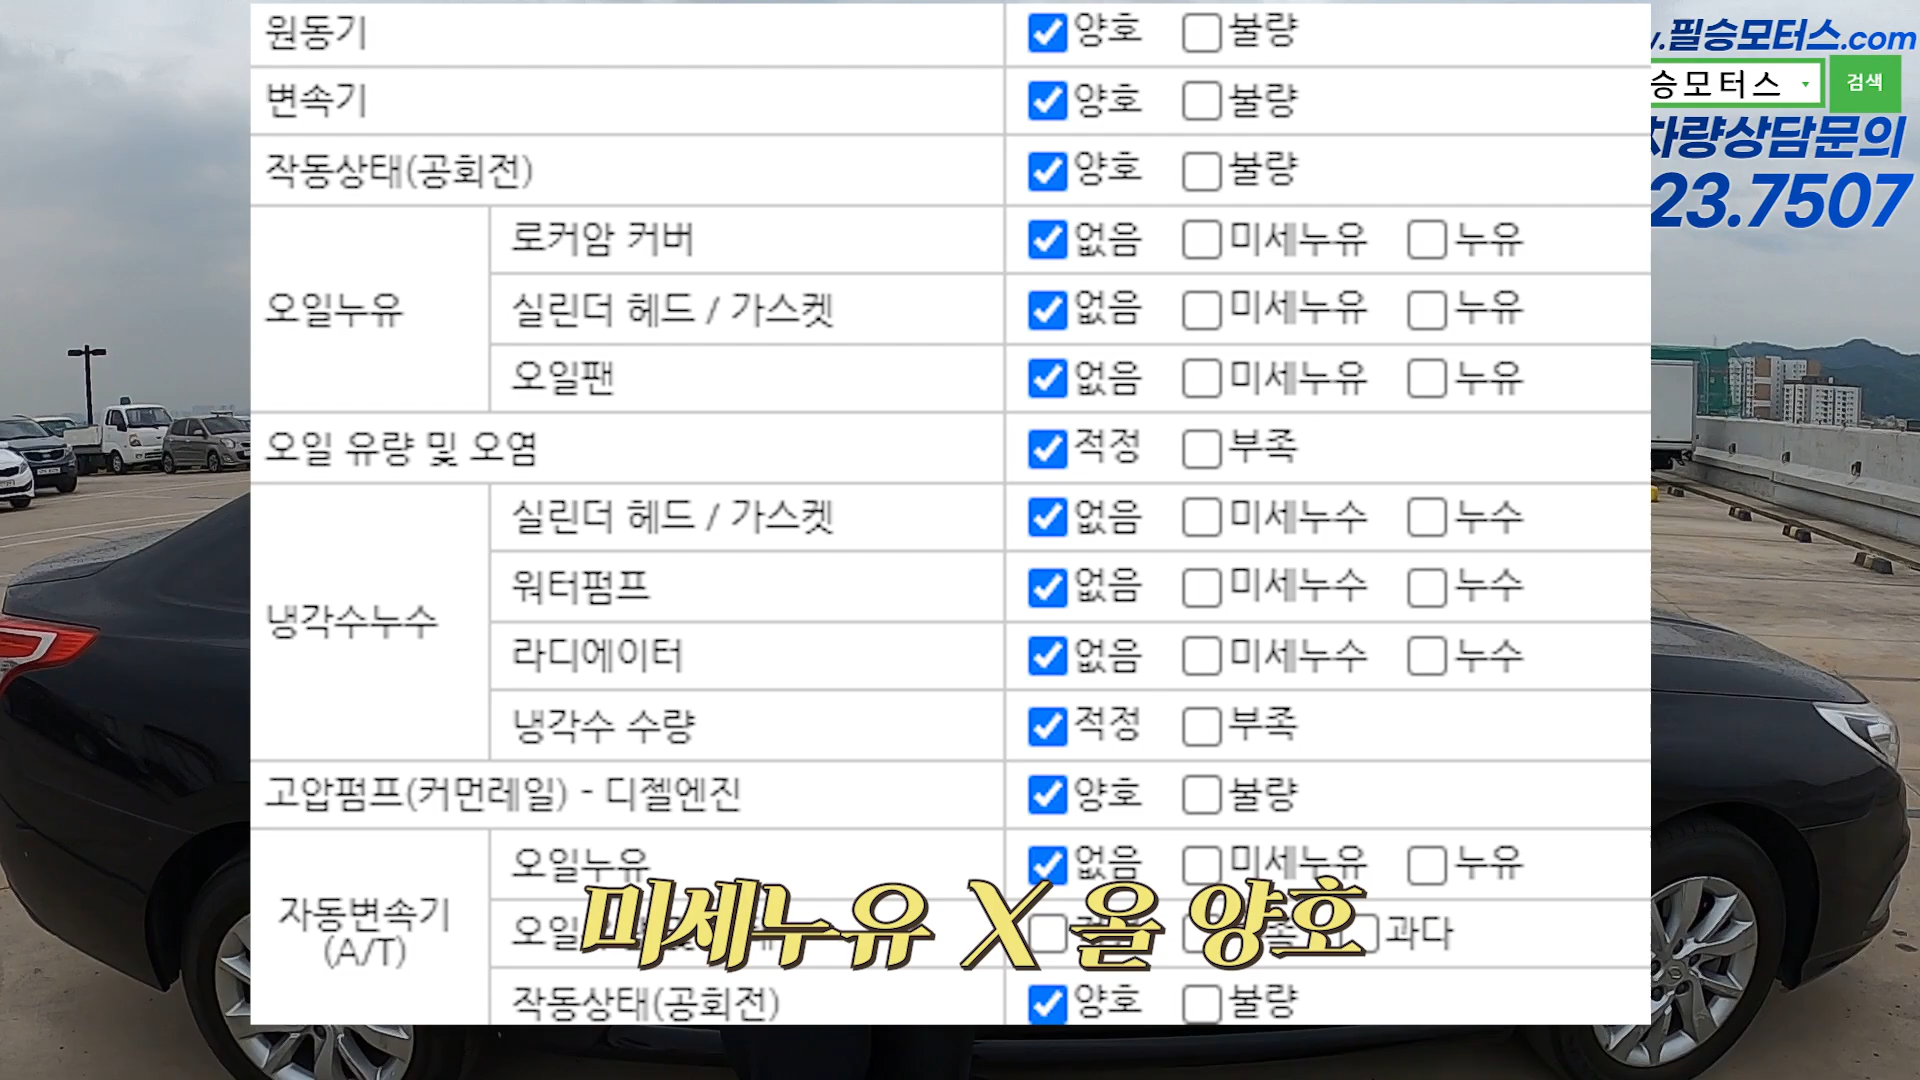 원동기 양호 불량
변속기 양호 불량
작동상태(공회전) 양호 불량
오일누유
로커암 커버 없음 미세누유 누유
실린더 헤드 / 가스켓 없음 미세누유 누유
오일팬 없음 미세누유 누유
오일 유량 및 오염 적정 부족
냉각수누수
실린더 헤드 / 가스켓 없음 미세누수 누수
워터펌프 없음 미세누수 누수
라디에이터 없음 미세누수 누수
냉각수 수량 적정 부족
고압펌프(커먼레일) - 디젤엔진 양호 불량
자동변속기
(A/T)
오일누유 없음 미세누유 누유
과다
작동상태(공회전) 양호 불량
미세누유 X 올 양호
.필승모터스.com
승모터스 검색
차량상담문의
23.7507